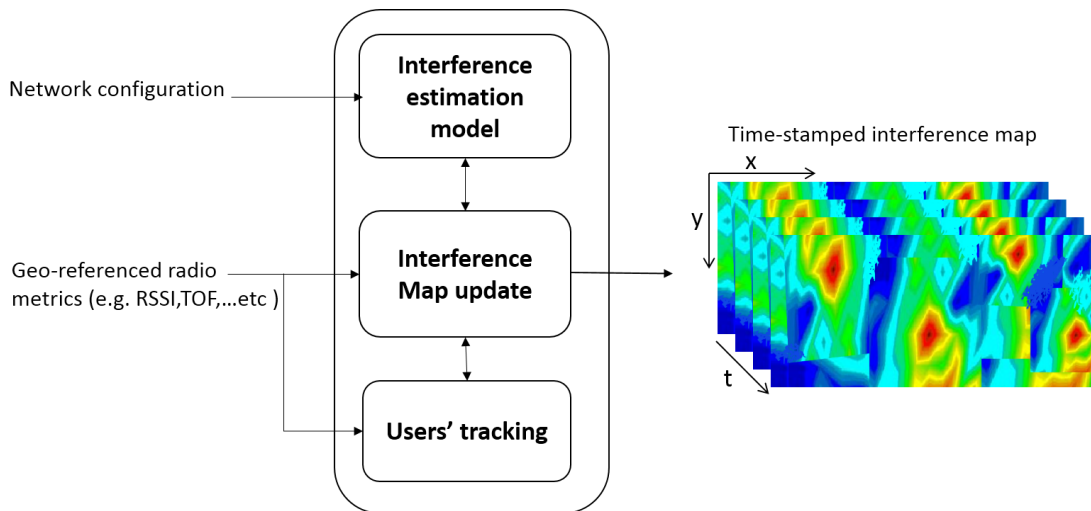 Network configuration
Interference
estimation
model
Time-stamped interference map
x
y
t
Geo-referenced radio
metrics (e.g. RSSI,TOF,...etc )
Interference
Map update
Users’ tracking